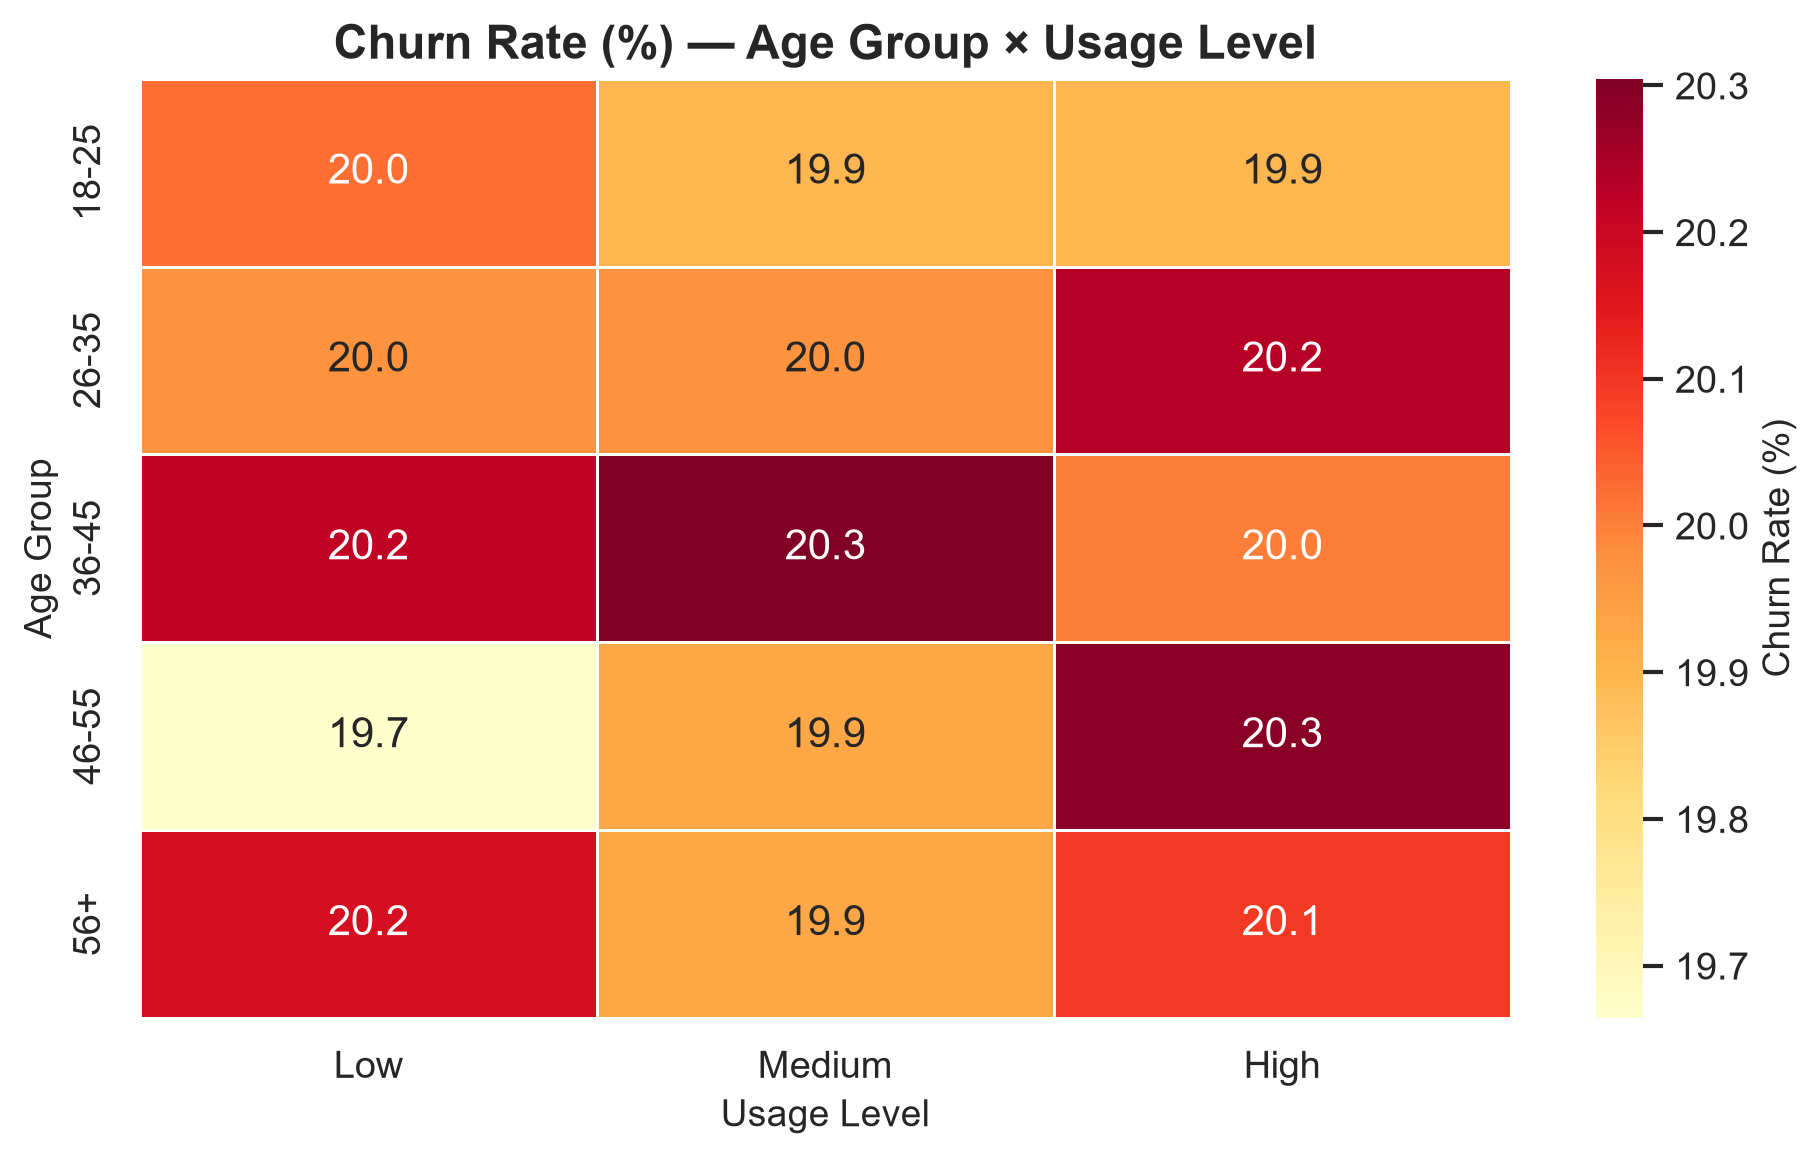 Churn Rate (%) — Age Group × Usage Level
Age Group
18-25
20.0 19.9 19.9
26-35
20.0 20.0 20.2
36-45
20.2 20.3 20.0
46-55
19.7 19.9 20.3
56+
20.2 19.9 20.1
Low Medium High
Usage Level
20.3
20.2
20.1
20.0
19.9
19.8
19.7
Churn Rate (%)